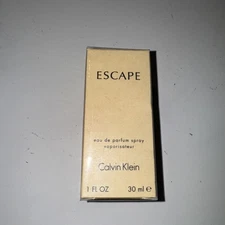 ESCAPE
eau de parfum spray
vaporisateur
Calvin Klein
1 FL OZ 30 ml e